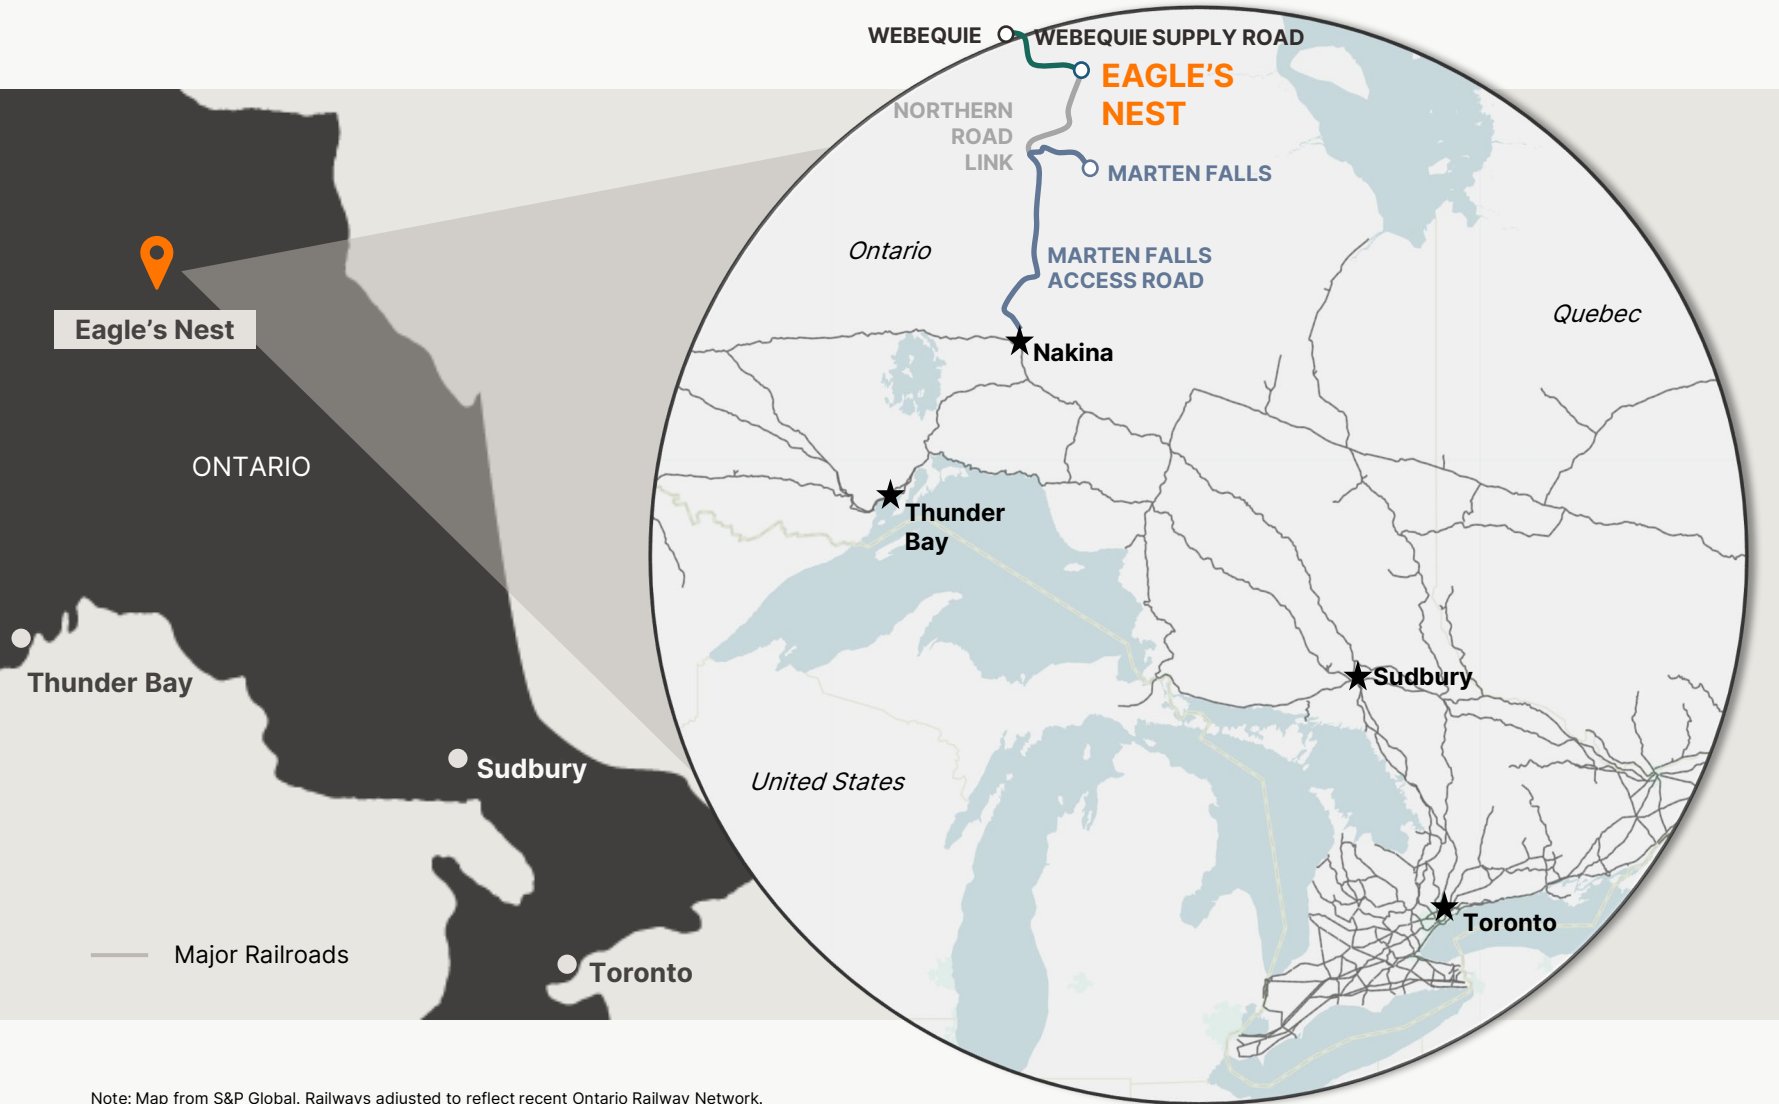 WEBEQUIE
WEBEQUIE SUPPLY ROAD
EAGLE’S
NEST
NORTHERN
ROAD
LINK
MARTEN FALLS
Ontario
MARTEN FALLS
ACCESS ROAD
Quebec
Nakina
Eagle’s Nest
ONTARIO
Thunder
Bay
Thunder Bay
Sudbury
Sudbury
United States
Major Railroads
Toronto
Toronto
Note: Map from S&P Global. Railways adjusted to reflect recent Ontario Railway Network.